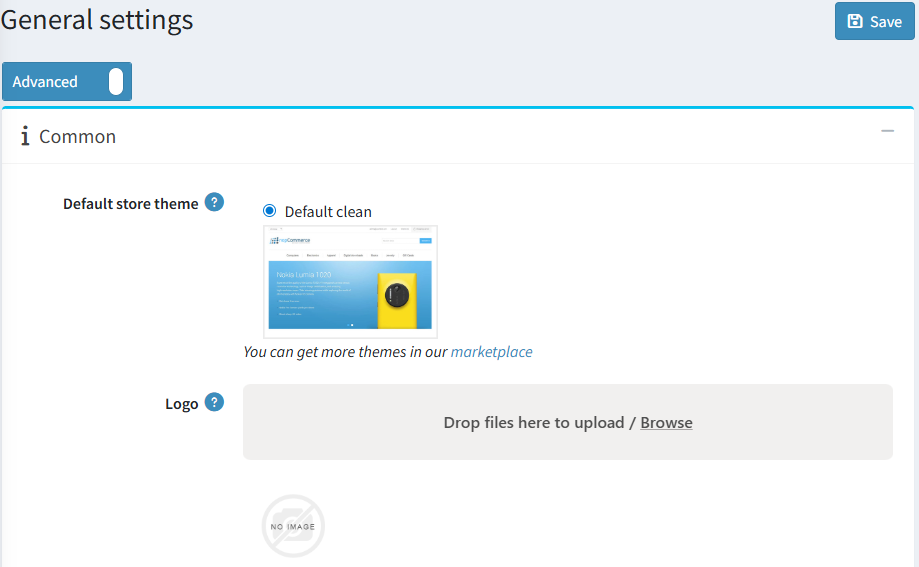 General settings
Save
Advanced
Common
Default store theme ?
Default clean
nopCommerce
Nokia Lumia 1020
You can get more themes in our marketplace
Logo ?
Drop files here to upload / Browse
NO IMAGE